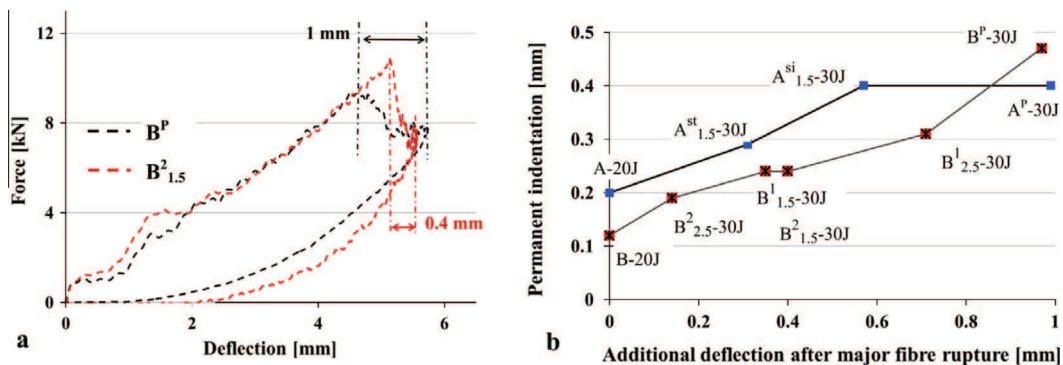 12
8
4
0
Force [kN]
1 mm
B^P
B^2_1.5
0.4 mm
0 2 4 6
Deflection [mm]
a
0.5
0.4
0.3
0.2
0.1
0
Permanent indentation [mm]
B^P-30J
A^si_1.5-30J
A^P-30J
A^st_1.5-30J
A-20J
B^1_2.5-30J
B^1_1.5-30J
B^2_2.5-30J
B^2_1.5-30J
B-20J
0 0.2 0.4 0.6 0.8 1
Additional deflection after major fibre rupture [mm]
b